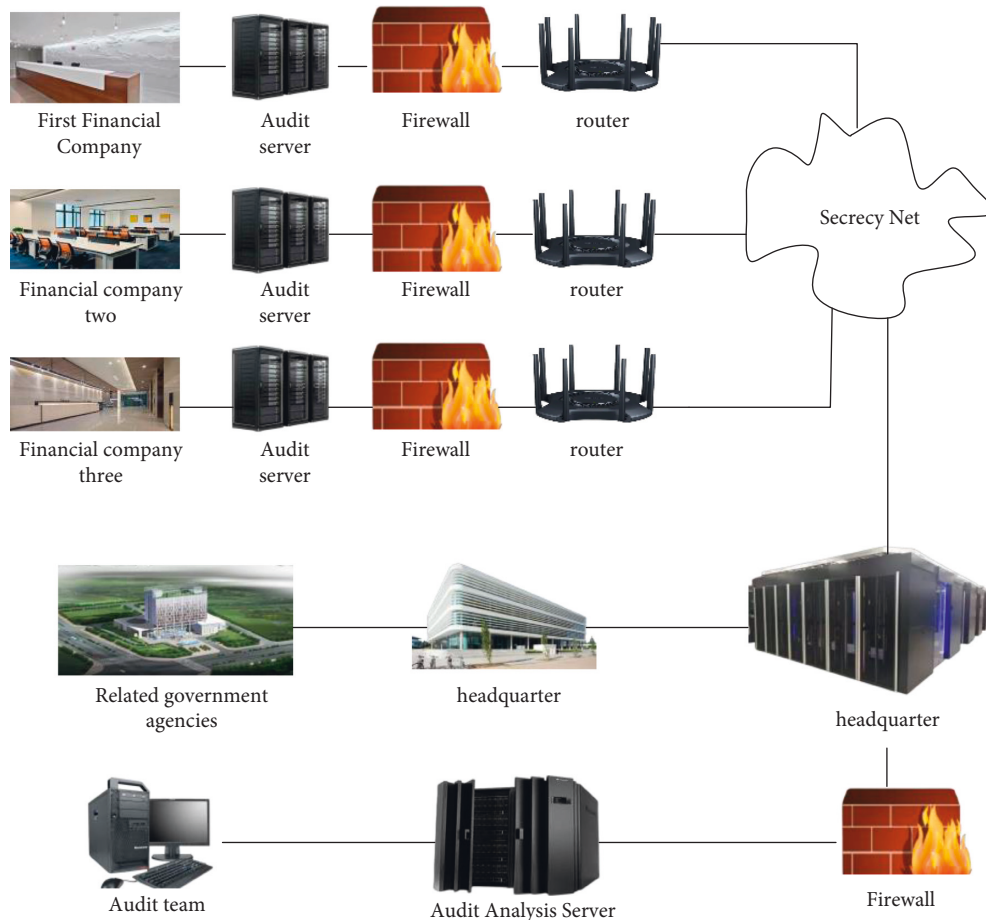 First Financial
Company
Audit
server
Firewall
router
Secrecy Net
Financial company
two
Audit
server
Firewall
router
Financial company
three
Audit
server
Firewall
router
Related government
agencies
headquarter
headquarter
Audit team
Audit Analysis Server
Firewall